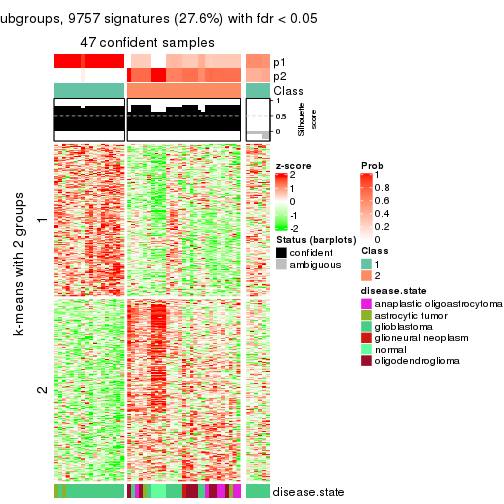 ubgroups, 9757 signatures (27.6%) with fdr < 0.05
47 confident samples
p1
p2
Class
1
0.5
0
Silhouette
score
k-means with 2 groups
1
2
z-score
2
1
0
-1
-2
Status (barplots)
confident
ambiguous
Prob
1
0.8
0.6
0.4
0.2
0
Class
1
2
disease.state
anaplastic oligoastrocytoma
astrocytic tumor
glioblastoma
glioneural neoplasm
normal
oligodendroglioma
disease.state